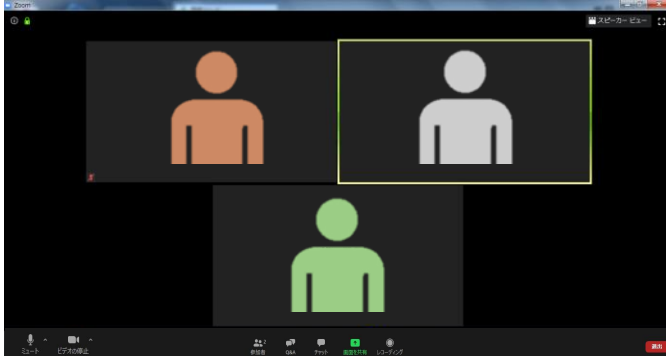 Zoom
スピーカー ビュー
ミュート
ビデオの停止
参加者
Q&A
チャット
画面を共有
レコーディング
退出